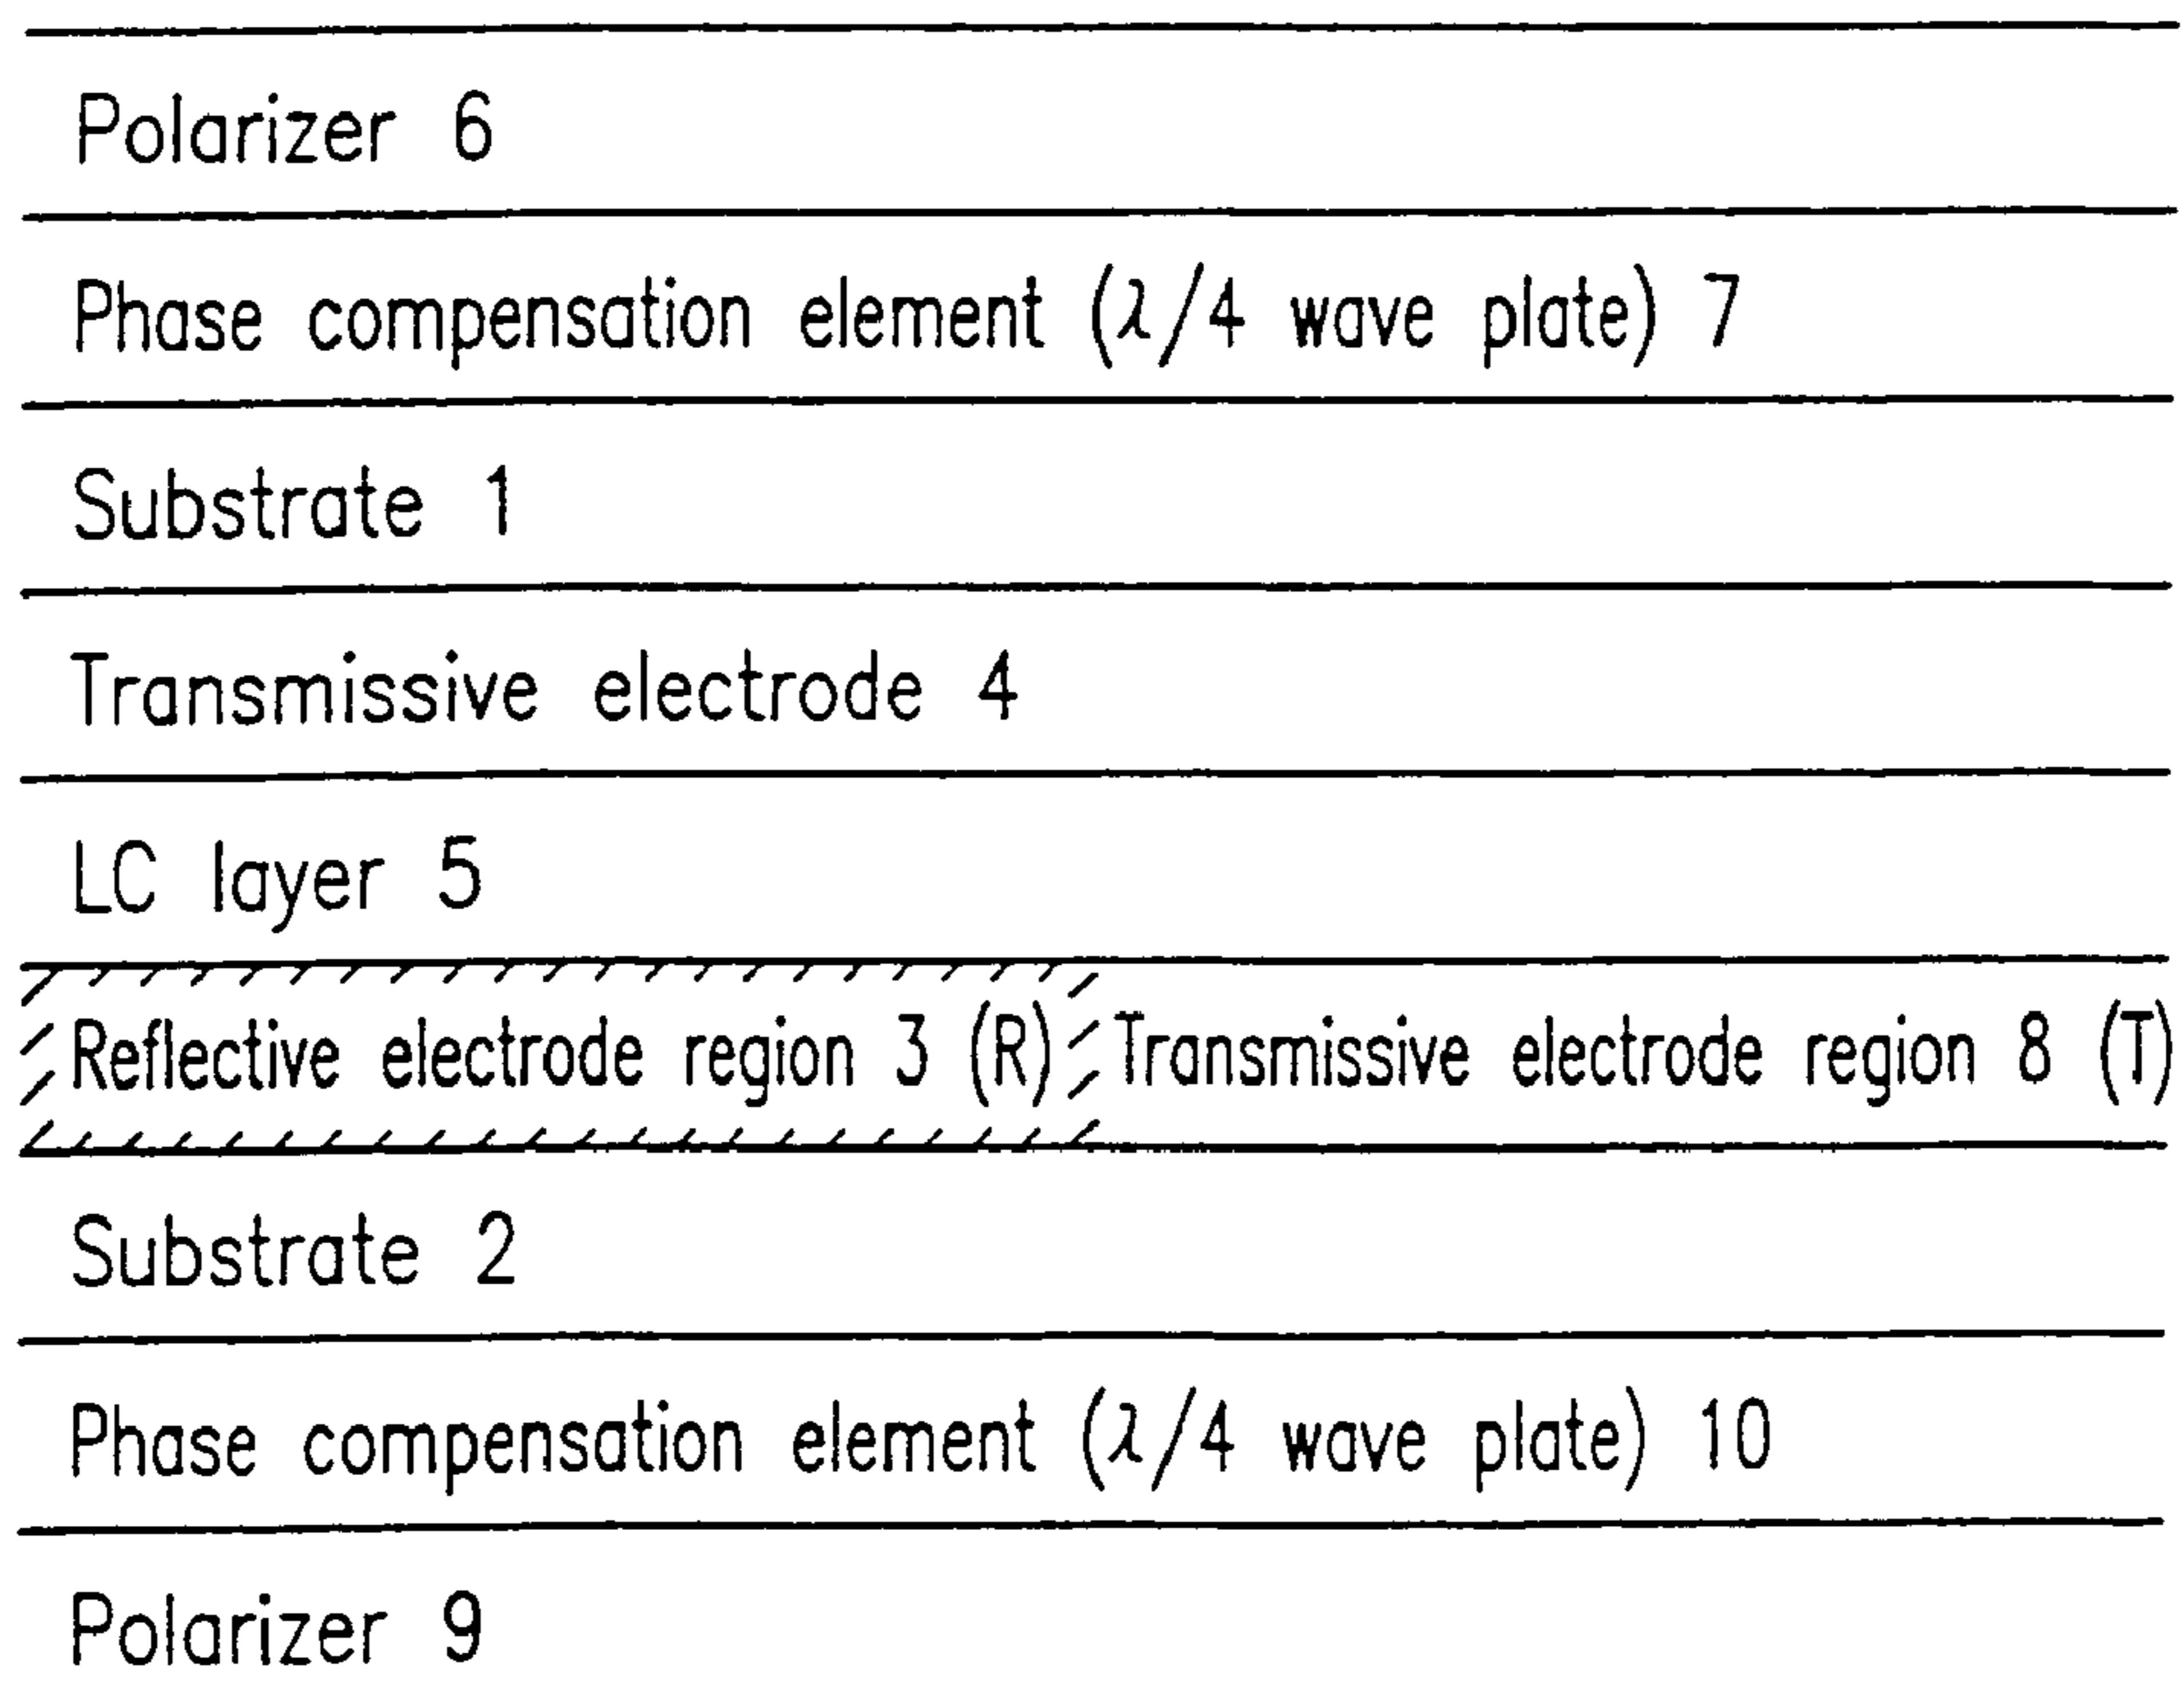 Polarizer 6
Phase compensation element (λ/4 wave plate) 7
Substrate 1
Transmissive electrode 4
LC layer 5
Reflective electrode region 3 (R) Transmissive electrode region 8 (T)
Substrate 2
Phase compensation element (λ/4 wave plate) 10
Polarizer 9